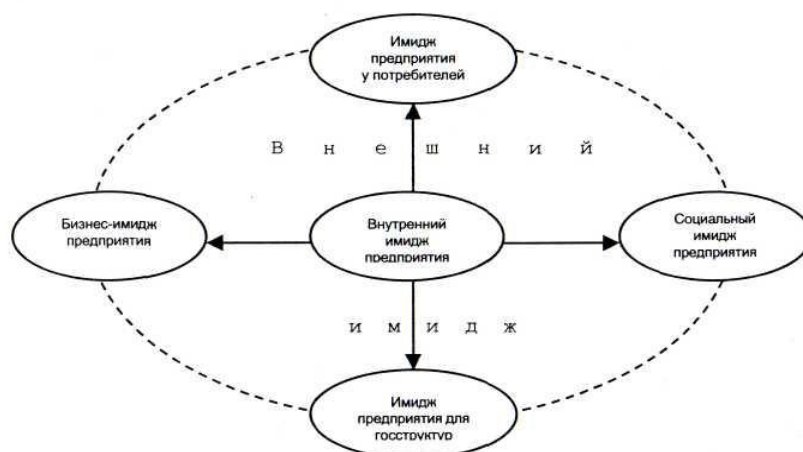 Имидж
предприятия
у потребителей
В н е ш н и й
Бизнес-имидж
предприятия
Внутренний
имидж
предприятия
Социальный
имидж
предприятия
и м и д ж
Имидж
предприятия для
госструктур